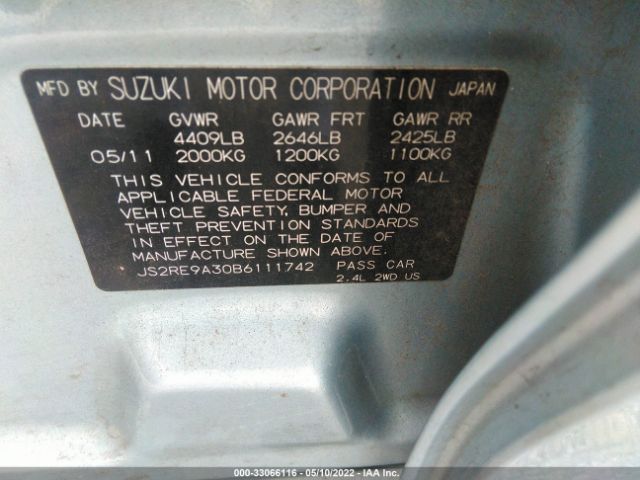 MFD BY SUZUKI MOTOR CORPORATION JAPAN
DATE GVWR GAWR FRT GAWR RR
4409LB 2646LB 2425LB
05/11 2000KG 1200KG 1100KG
THIS VEHICLE CONFORMS TO ALL
APPLICABLE FEDERAL MOTOR
VEHICLE SAFETY, BUMPER AND
THEFT PREVENTION STANDARDS
IN EFFECT ON THE DATE OF
MANUFACTURE SHOWN ABOVE.
JS2RE9A30B6111742 PASS CAR
2.4L 2WD US
000-33066116 - 05/10/2022 - IAA Inc.